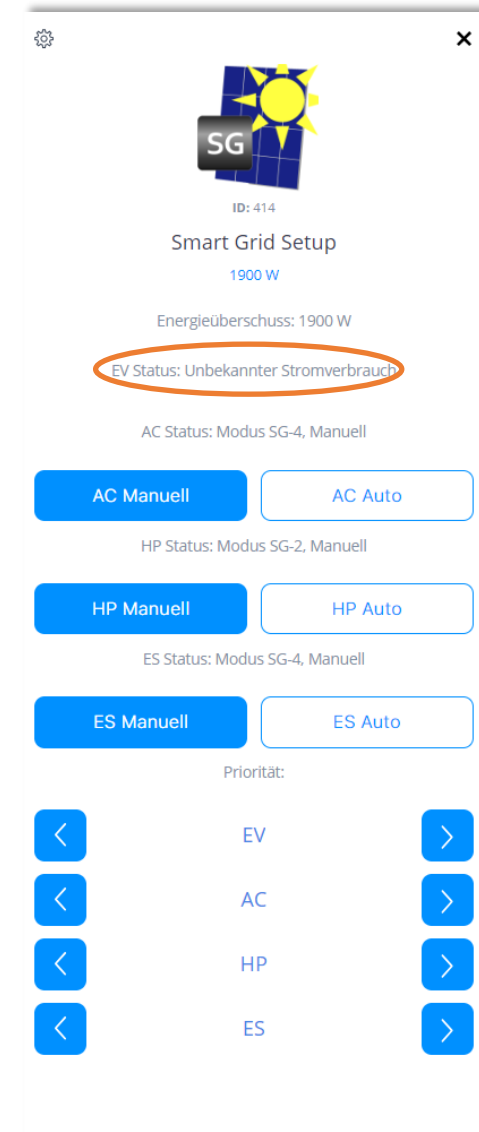 SG
ID: 414
Smart Grid Setup
1900 W
Energieüberschuss: 1900 W
EV Status: Unbekannter Stromverbrauch
AC Status: Modus SG-4, Manuell
AC Manuell
AC Auto
HP Status: Modus SG-2, Manuell
HP Manuell
HP Auto
ES Status: Modus SG-4, Manuell
ES Manuell
ES Auto
Priorität:
EV
AC
HP
ES